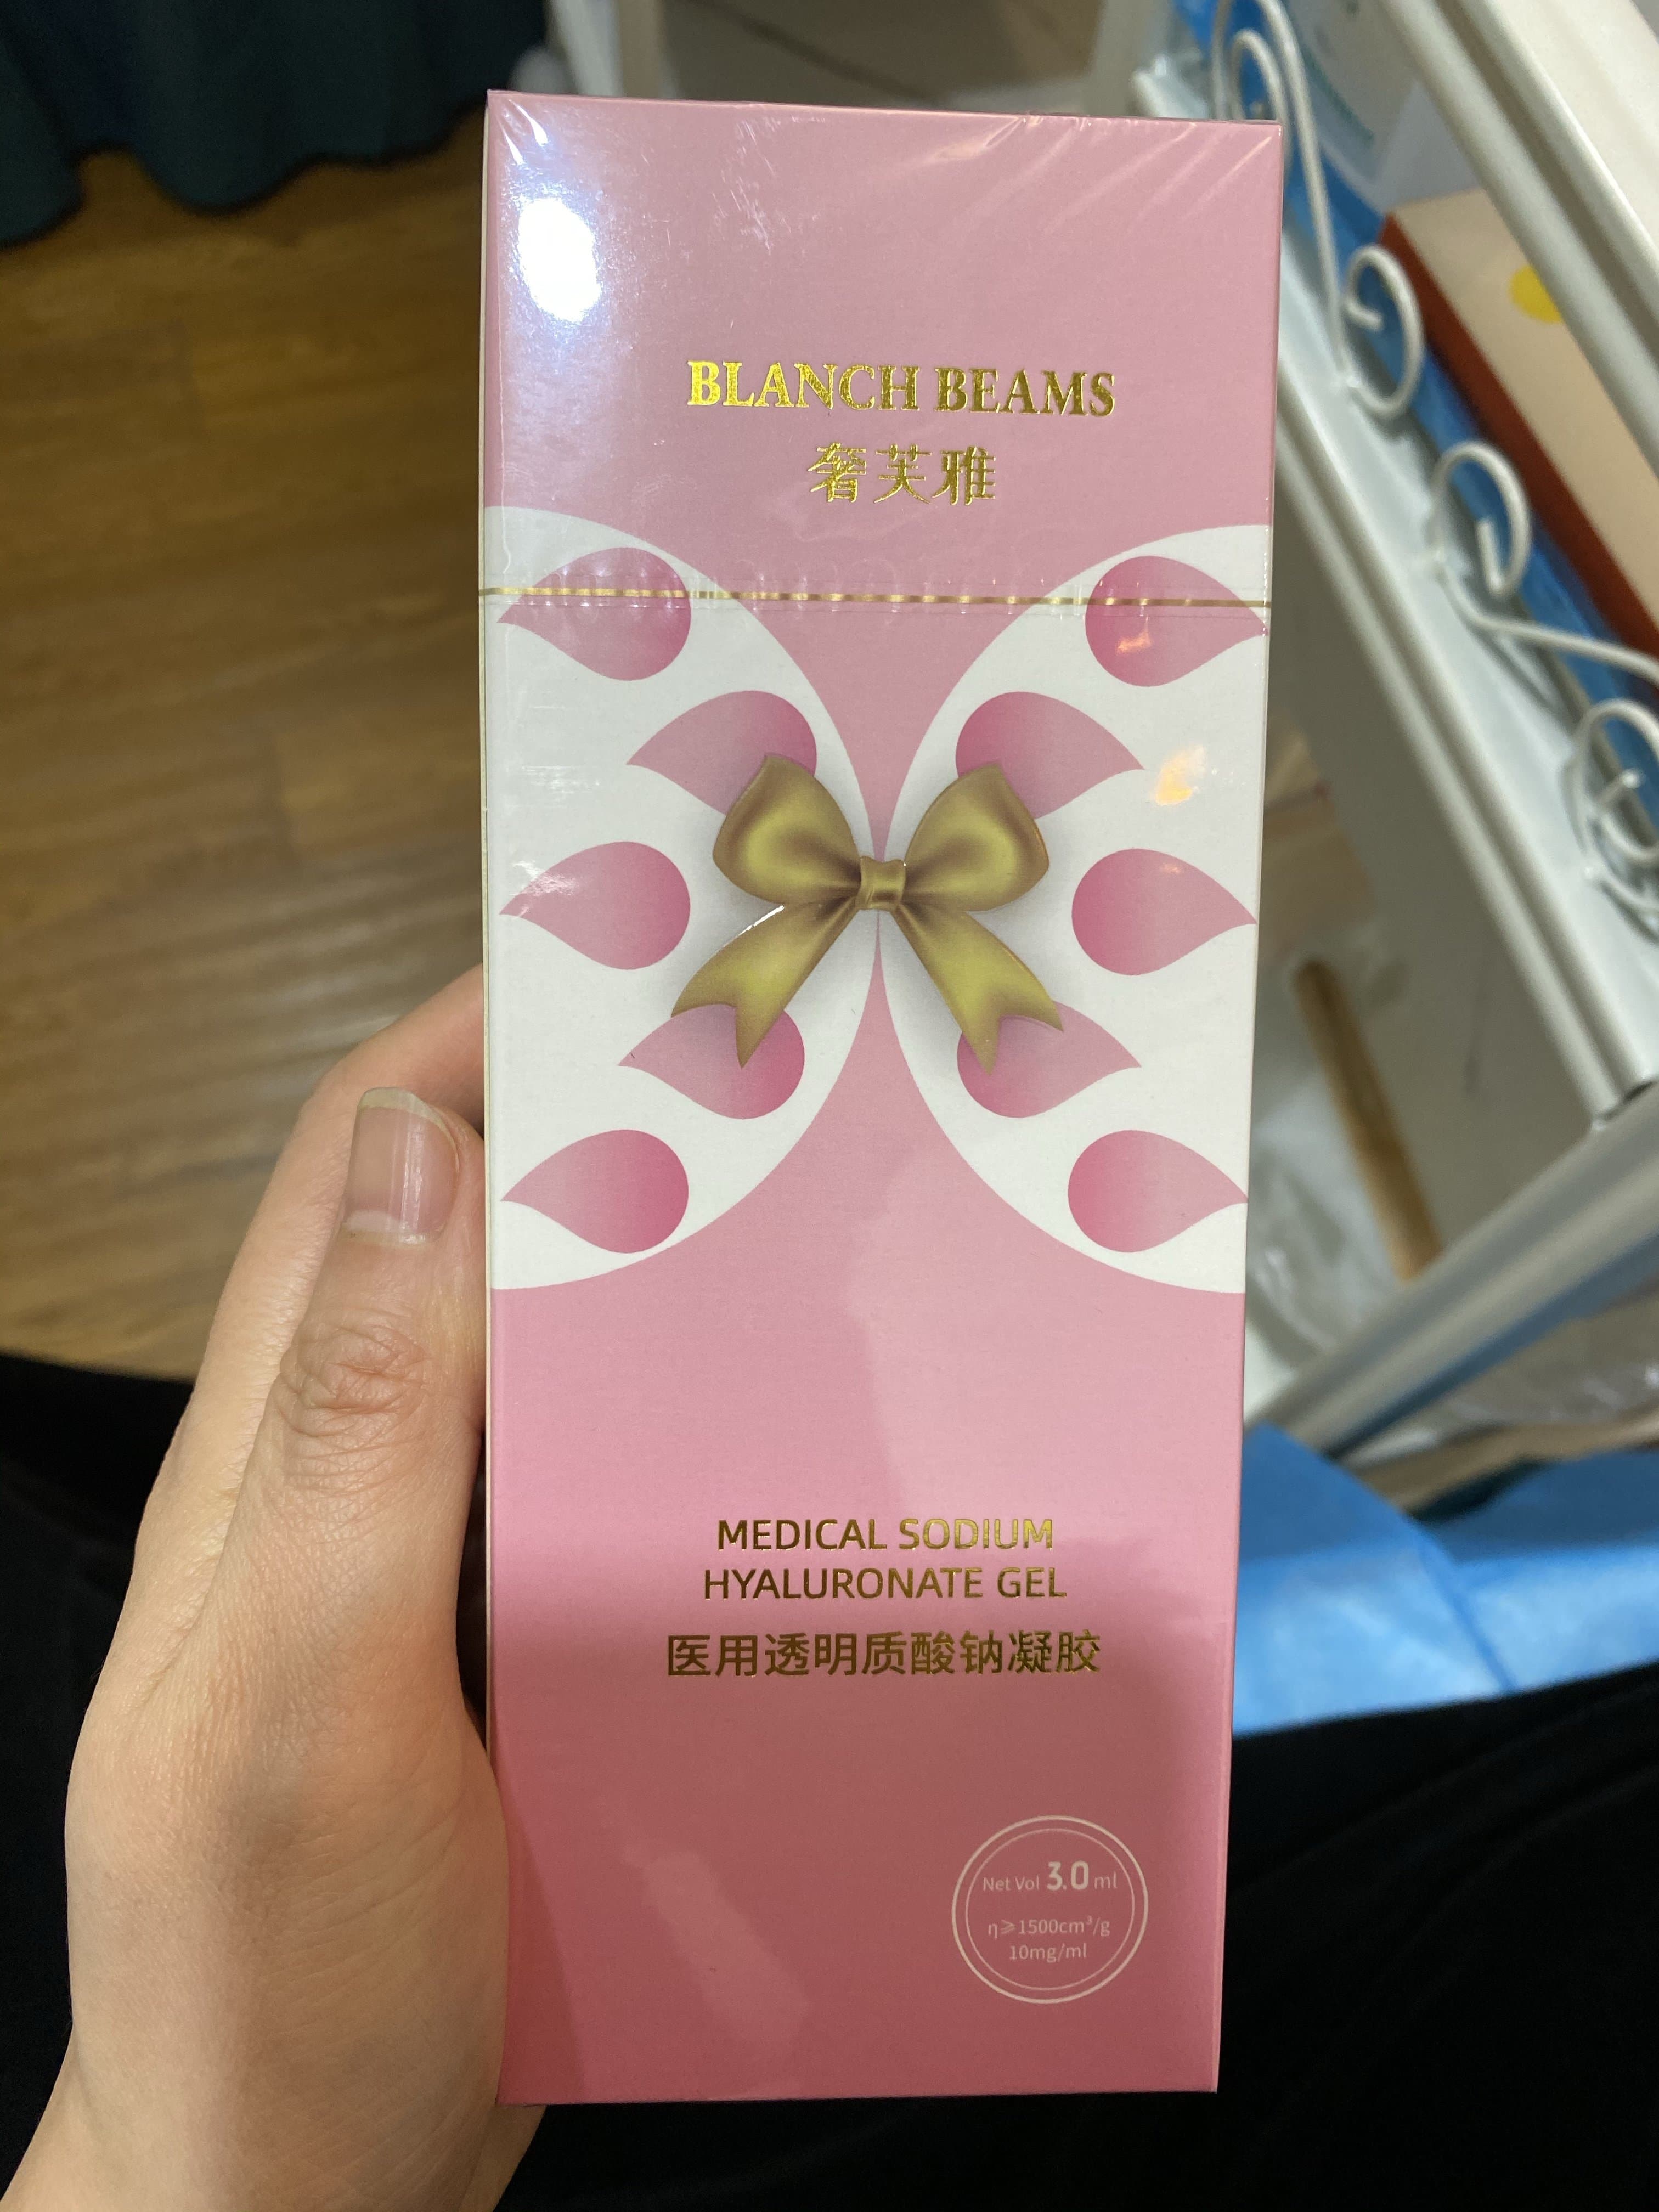 BLANCH BEAMS
奢芙雅
MEDICAL SODIUM
HYALURONATE GEL
医用透明质酸钠凝胶
Net Vol 3.0 ml
η⩾1500cm³/g
10mg/ml